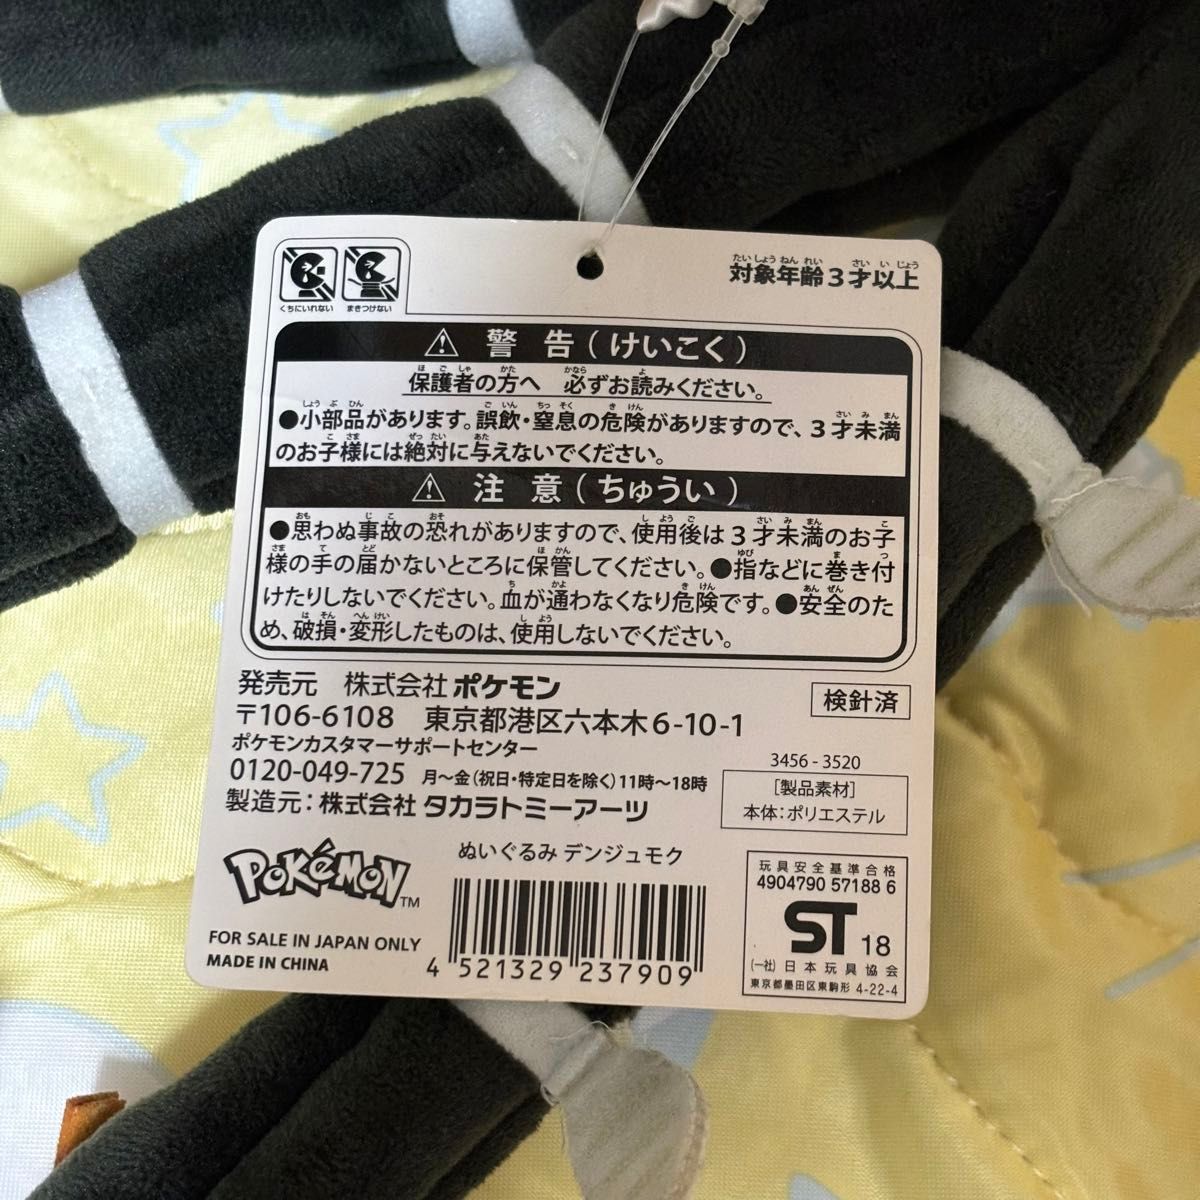 くちにいれない
まきつけない
対象年齢3才以上
⚠ 警 告(けいこく)
保護者の方へ 必ずお読みください。
●小部品があります。誤飲・窒息の危険がありますので、3才未満
のお子様には絶対に与えないでください。
⚠ 注 意(ちゅうい)
●思わぬ事故の恐れがありますので、使用後は3才未満のお子
様の手の届かないところに保管してください。●指などに巻き付
けたりしないでください。血が通わなくなり危険です。●安全のた
め、破損・変形したものは、使用しないでください。
発売元 株式会社 ポケモン
検針済
〒106-6108 東京都港区六本木6-10-1
ポケモンカスタマーサポートセンター
0120-049-725 月~金(祝日・特定日を除く)11時~18時
製造元:株式会社 タカラトミーアーツ
3456-3520
[製品素材]
本体:ポリエステル
POKéMON TM
ぬいぐるみ デンジュモク
FOR SALE IN JAPAN ONLY
MADE IN CHINA
4 521329 237909
玩具安全基準合格
4904790 57188 6
ST 18
(一社)日本玩具協会
東京都墨田区東駒形 4-22-4